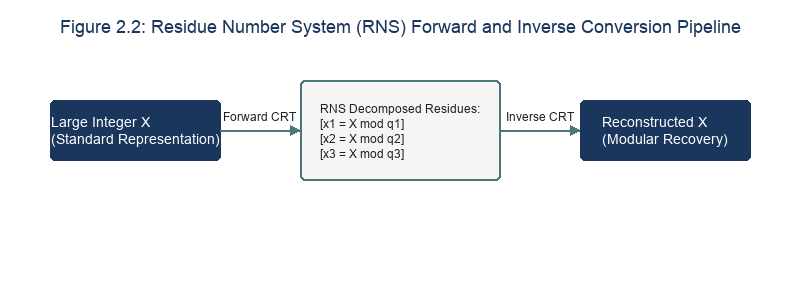 Figure 2.2: Residue Number System (RNS) Forward and Inverse Conversion Pipeline
Large Integer X
(Standard Representation)
Forward CRT
RNS Decomposed Residues:
[x1 = X mod q1]
[x2 = X mod q2]
[x3 = X mod q3]
Inverse CRT
Reconstructed X
(Modular Recovery)